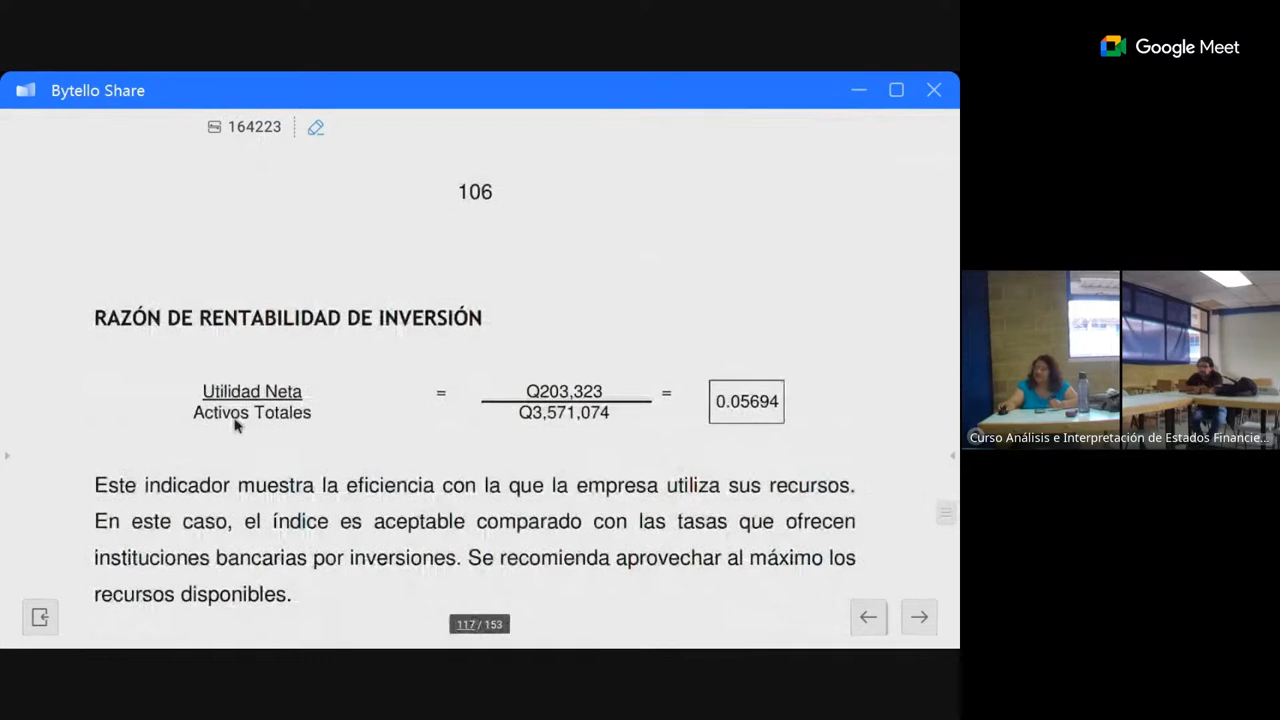 Google Meet
Bytello Share
164223
106
RAZÓN DE RENTABILIDAD DE INVERSIÓN
Utilidad Neta = Q203,323 = 0.05694
Activos Totales Q3,571,074
Este indicador muestra la eficiencia con la que la empresa utiliza sus recursos.
En este caso, el índice es aceptable comparado con las tasas que ofrecen
instituciones bancarias por inversiones. Se recomienda aprovechar al máximo los
recursos disponibles.
117 / 153
Curso Análisis e Interpretación de Estados Financie...